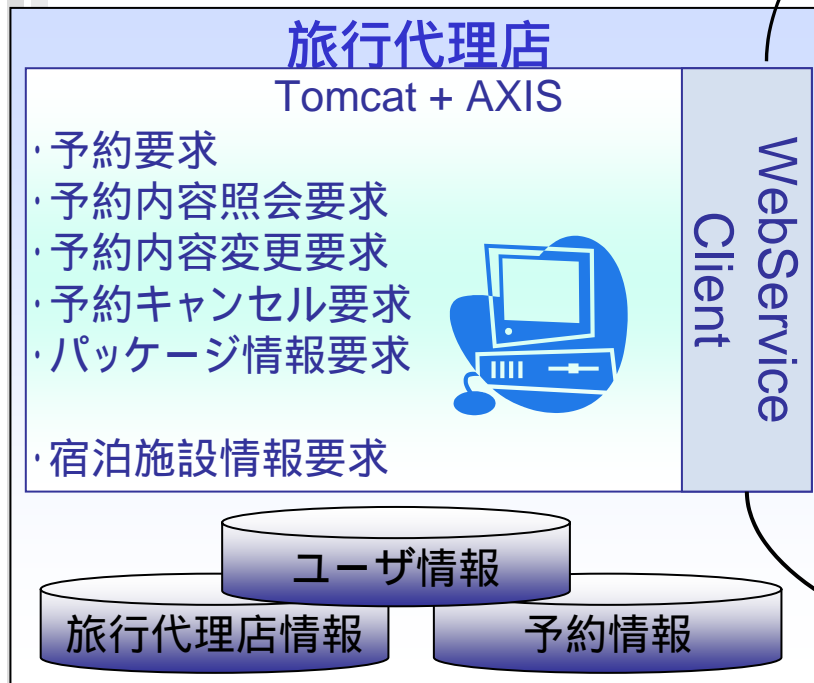 旅行代理店
Tomcat + AXIS
･予約要求
･予約内容照会要求
･予約内容変更要求
･予約キャンセル要求
･パッケージ情報要求
･宿泊施設情報要求
WebService
Client
ユーザ情報
旅行代理店情報
予約情報